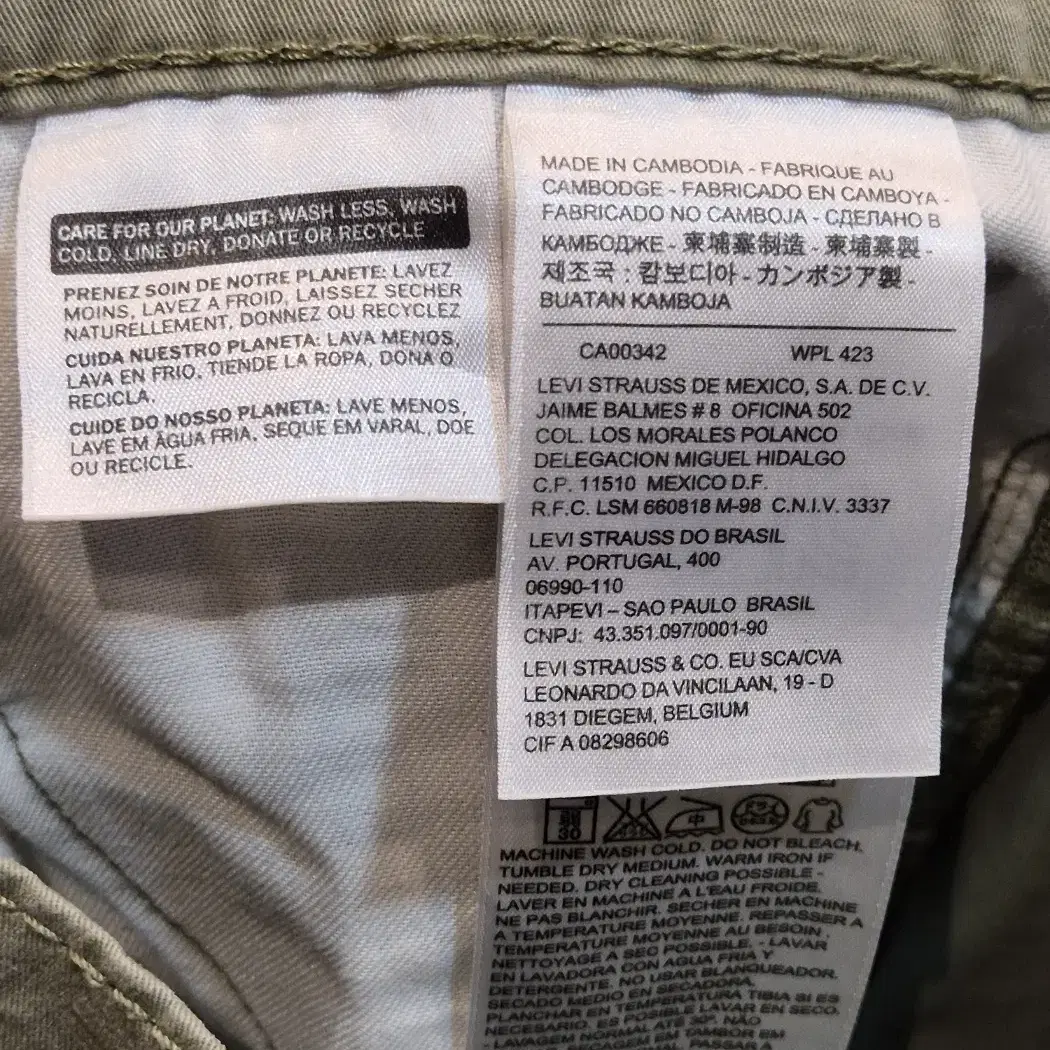 CARE FOR OUR PLANET: WASH LESS, WASH
COLD, LINE DRY, DONATE OR RECYCLE
PRENEZ SOIN DE NOTRE PLANETE: LAVEZ
MOINS, LAVEZ A FROID, LAISSEZ SECHER
NATURELLEMENT, DONNEZ OU RECYCLEZ
CUIDA NUESTRO PLANETA: LAVA MENOS,
LAVA EN FRIO, TIENDE LA ROPA, DONA O
RECICLA.
CUIDE DO NOSSO PLANETA: LAVE MENOS,
LAVE EM ÁGUA FRIA, SEQUE EM VARAL, DOE
OU RECICLE.
MADE IN CAMBODIA - FABRIQUE AU
CAMBODGE - FABRICADO EN CAMBOYA -
FABRICADO NO CAMBOJA - СДЕЛАНО В
КАМБОДЖЕ - 柬埔寨制造 - 柬埔寨製 -
제조국 : 캄보디아 - カンボジア製 -
BUATAN KAMBOJA
CA00342 WPL 423
LEVI STRAUSS DE MEXICO, S.A. DE C.V.
JAIME BALMES # 8 OFICINA 502
COL. LOS MORALES POLANCO
DELEGACION MIGUEL HIDALGO
C.P. 11510 MEXICO D.F.
R.F.C. LSM 660818 M-98 C.N.I.V. 3337
LEVI STRAUSS DO BRASIL
AV. PORTUGAL, 400
06990-110
ITAPEVI – SAO PAULO BRASIL
CNPJ: 43.351.097/0001-90
LEVI STRAUSS & CO. EU SCA/CVA
LEONARDO DA VINCILAAN, 19 - D
1831 DIEGEM, BELGIUM
CIF A 08298606
30 中
MACHINE WASH COLD. DO NOT BLEACH.
TUMBLE DRY MEDIUM. WARM IRON IF
NEEDED. DRY CLEANING POSSIBLE -
LAVER EN MACHINE A L'EAU FROIDE.
NE PAS BLANCHIR. SECHER EN MACHINE
A TEMPERATURE MOYENNE. REPASSER A
TEMPERATURE MOYENNE AU BESOIN.
NETTOYAGE A SEC POSSIBLE. - LAVAR
EN LAVADORA CON AGUA FRIA Y
DETERGENTE. NO USAR BLANQUEADOR.
SECADO MEDIO EN SECADORA.
PLANCHAR EN TEMPERATURA TIBIA SI ES
NECESARIO. ES POSIBLE LAVAR EN SECO.
- LAVAGEM NORMAL ATÉ 30º. NÃO
SECAGEM EM TAMBOR EM
PASSAR A